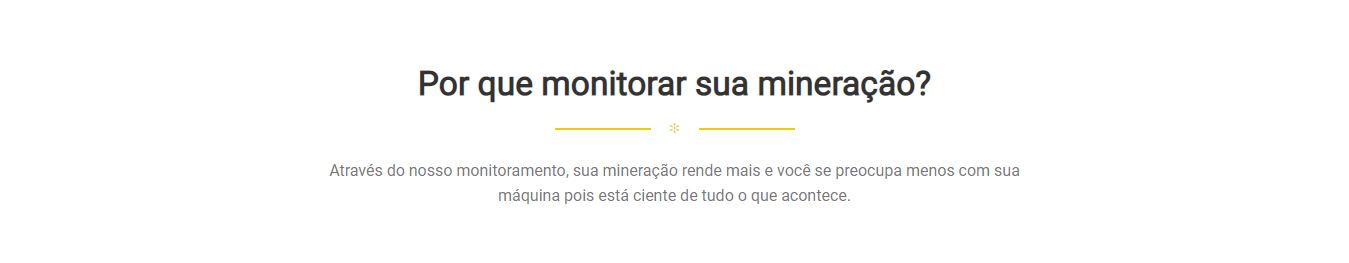 Por que monitorar sua mineração?
Através do nosso monitoramento, sua mineração rende mais e você se preocupa menos com sua
máquina pois está ciente de tudo o que acontece.